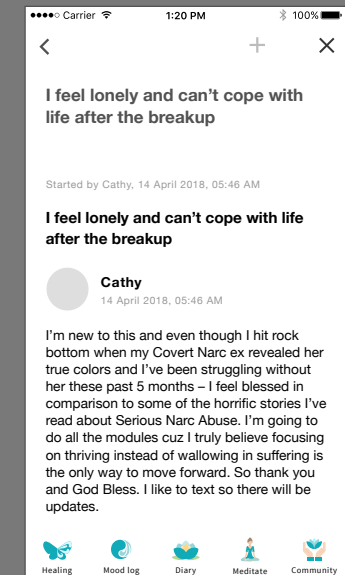 Carrier 1:20 PM 100%
I feel lonely and can’t cope with
life after the breakup
Started by Cathy, 14 April 2018, 05:46 AM
I feel lonely and can’t cope with life
after the breakup
Cathy
14 April 2018, 05:46 AM
I’m new to this and even though I hit rock
bottom when my Covert Narc ex revealed her
true colors and I’ve been struggling without
her these past 5 months – I feel blessed in
comparison to some of the horrific stories I’ve
read about Serious Narc Abuse. I’m going to
do all the modules cuz I truly believe focusing
on thriving instead of wallowing in suffering is
the only way to move forward. So thank you
and God Bless. I like to text so there will be
updates.
Healing Mood log Diary Meditate Community